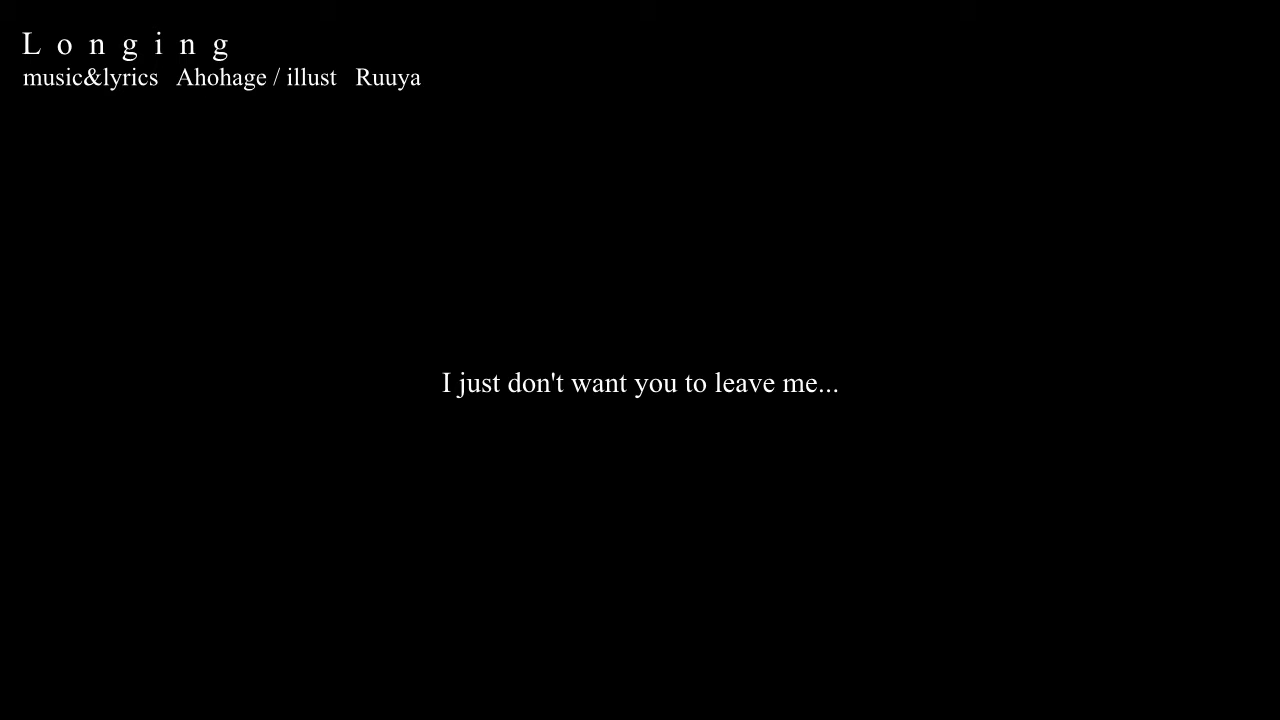 L o n g i n g
music&lyrics Ahohage / illust Ruuya
I just don't want you to leave me...